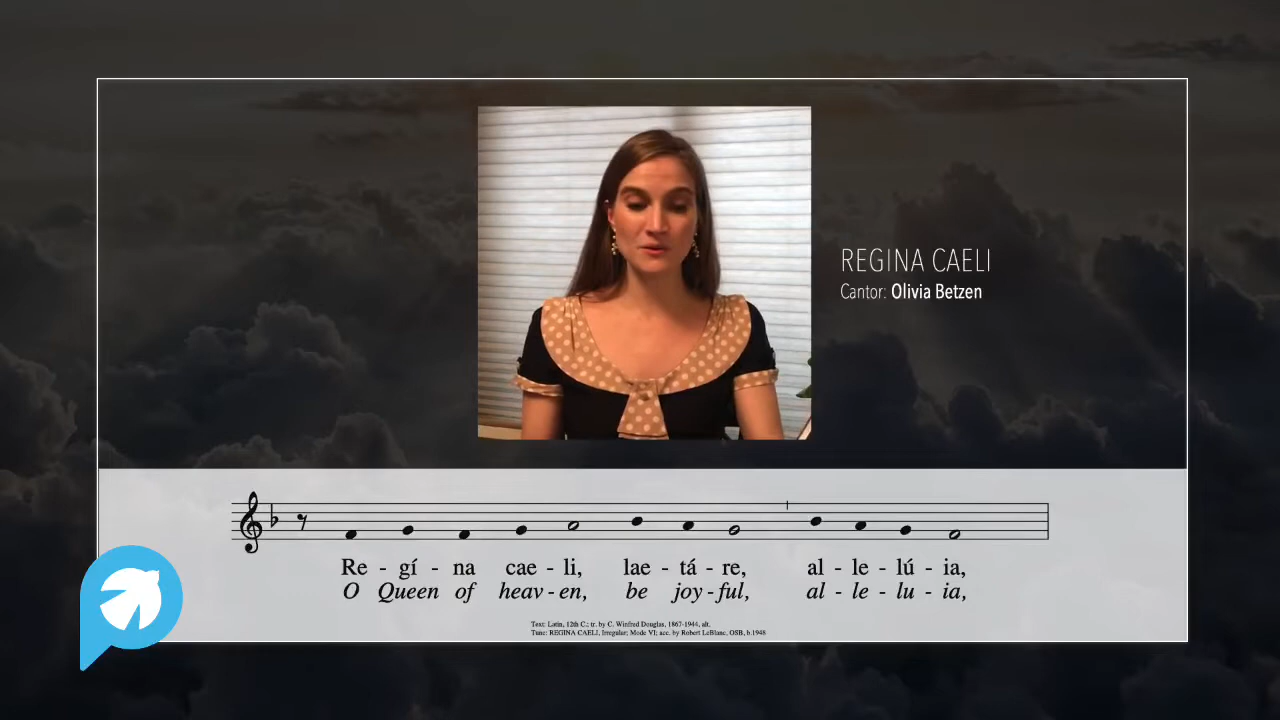 REGINA CAELI
Cantor: Olivia Betzen
Re - gí - na cae - li, lae - tá - re, al - le - lú - ia,
O Queen of heav - en, be joy - ful, al - le - lu - ia,
Text: Latin, 12th C.; tr. by C. Winfred Douglas, 1867-1944, alt.
Tune: REGINA CAELI, Irregular; Mode VI; acc. by Robert LeBlanc, OSB, b.1948